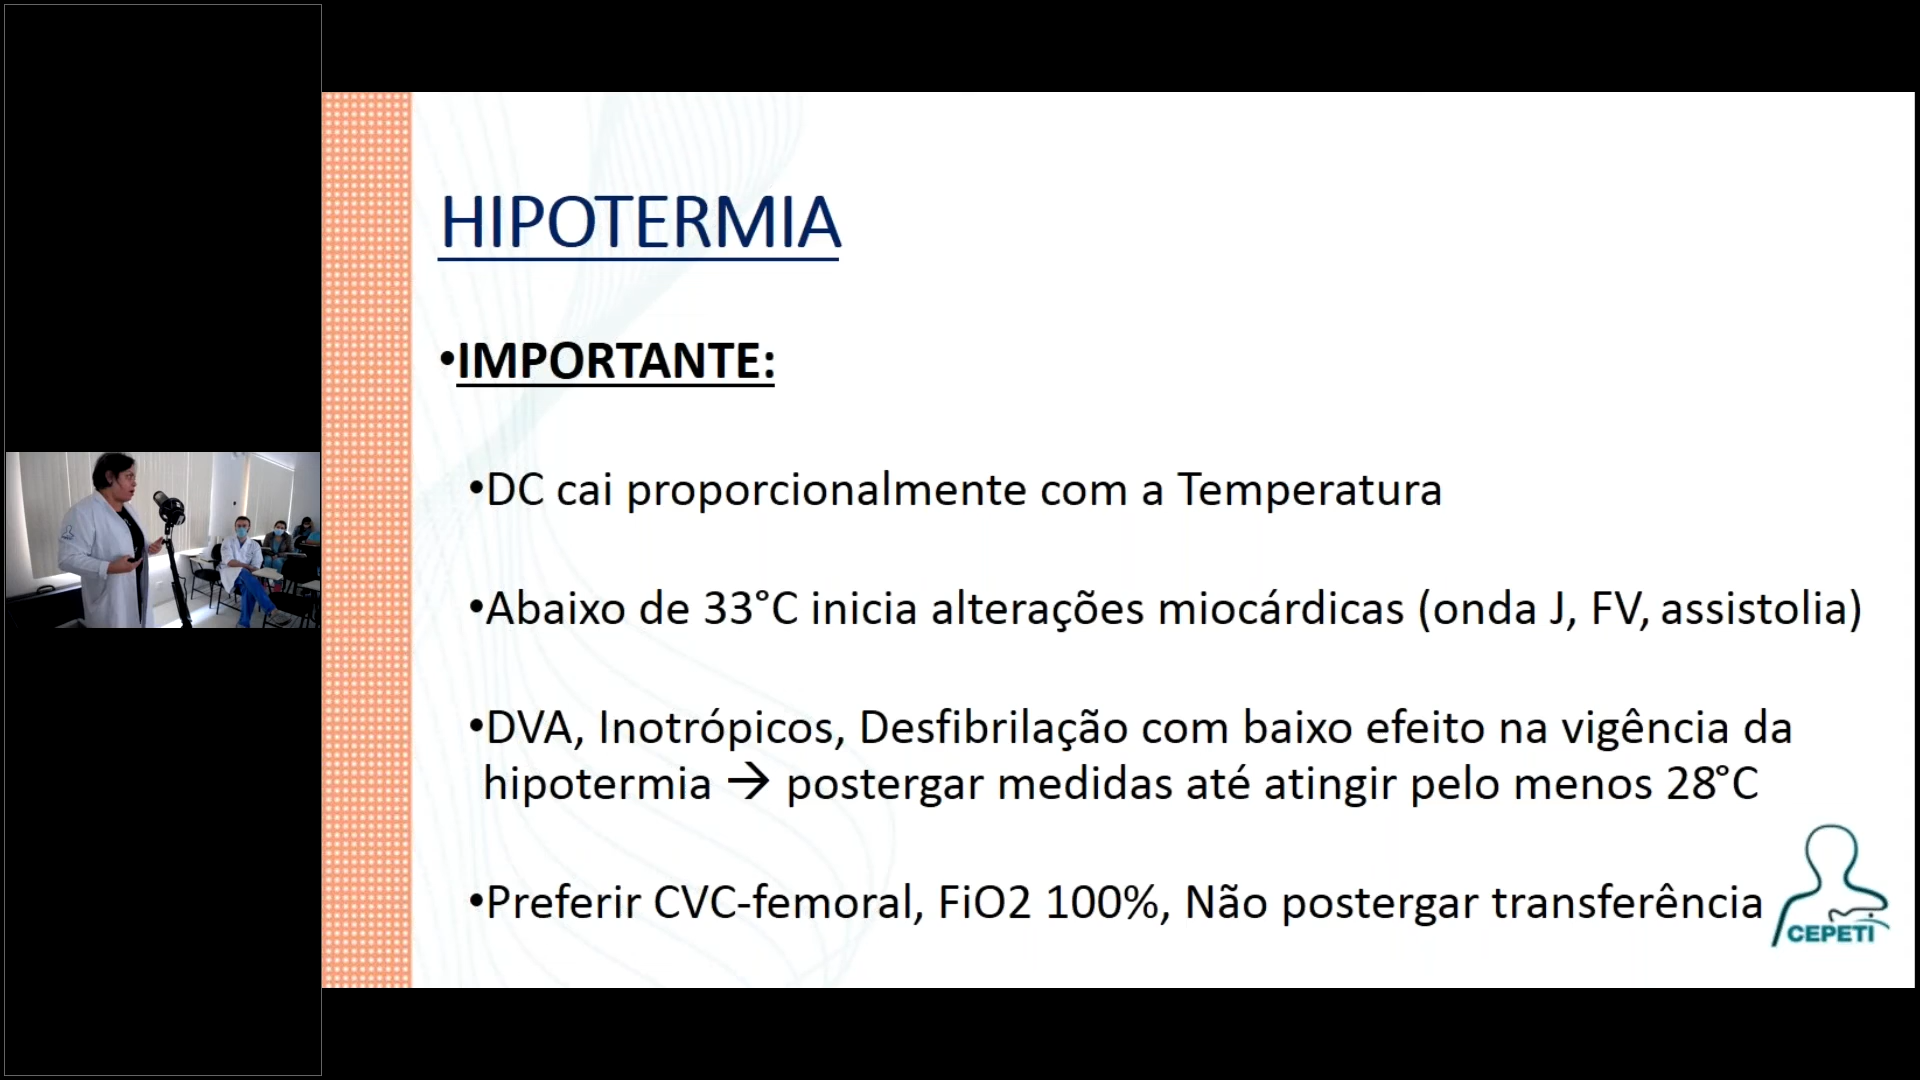 HIPOTERMIA
•IMPORTANTE:
•DC cai proporcionalmente com a Temperatura
•Abaixo de 33°C inicia alterações miocárdicas (onda J, FV, assistolia)
•DVA, Inotrópicos, Desfibrilação com baixo efeito na vigência da
hipotermia → postergar medidas até atingir pelo menos 28°C
•Preferir CVC-femoral, FiO2 100%, Não postergar transferência
CEPETI